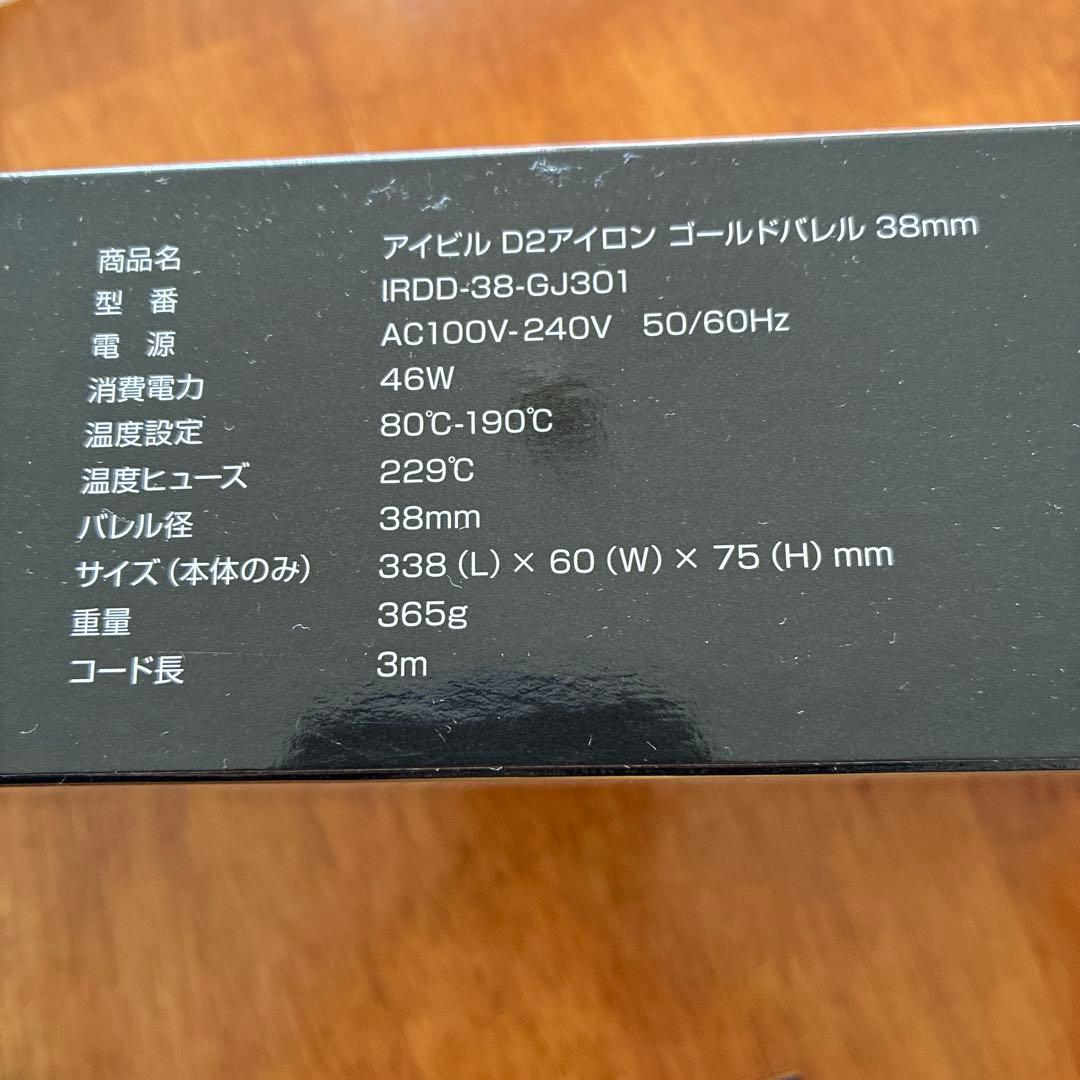 商品名 アイビル D2アイロン ゴールドバレル 38mm
型 番 IRDD-38-GJ301
電 源 AC100V-240V 50/60Hz
消費電力 46W
温度設定 80℃-190℃
温度ヒューズ 229℃
バレル径 38mm
サイズ(本体のみ) 338(L)×60(W)×75(H)mm
重量 365g
コード長 3m